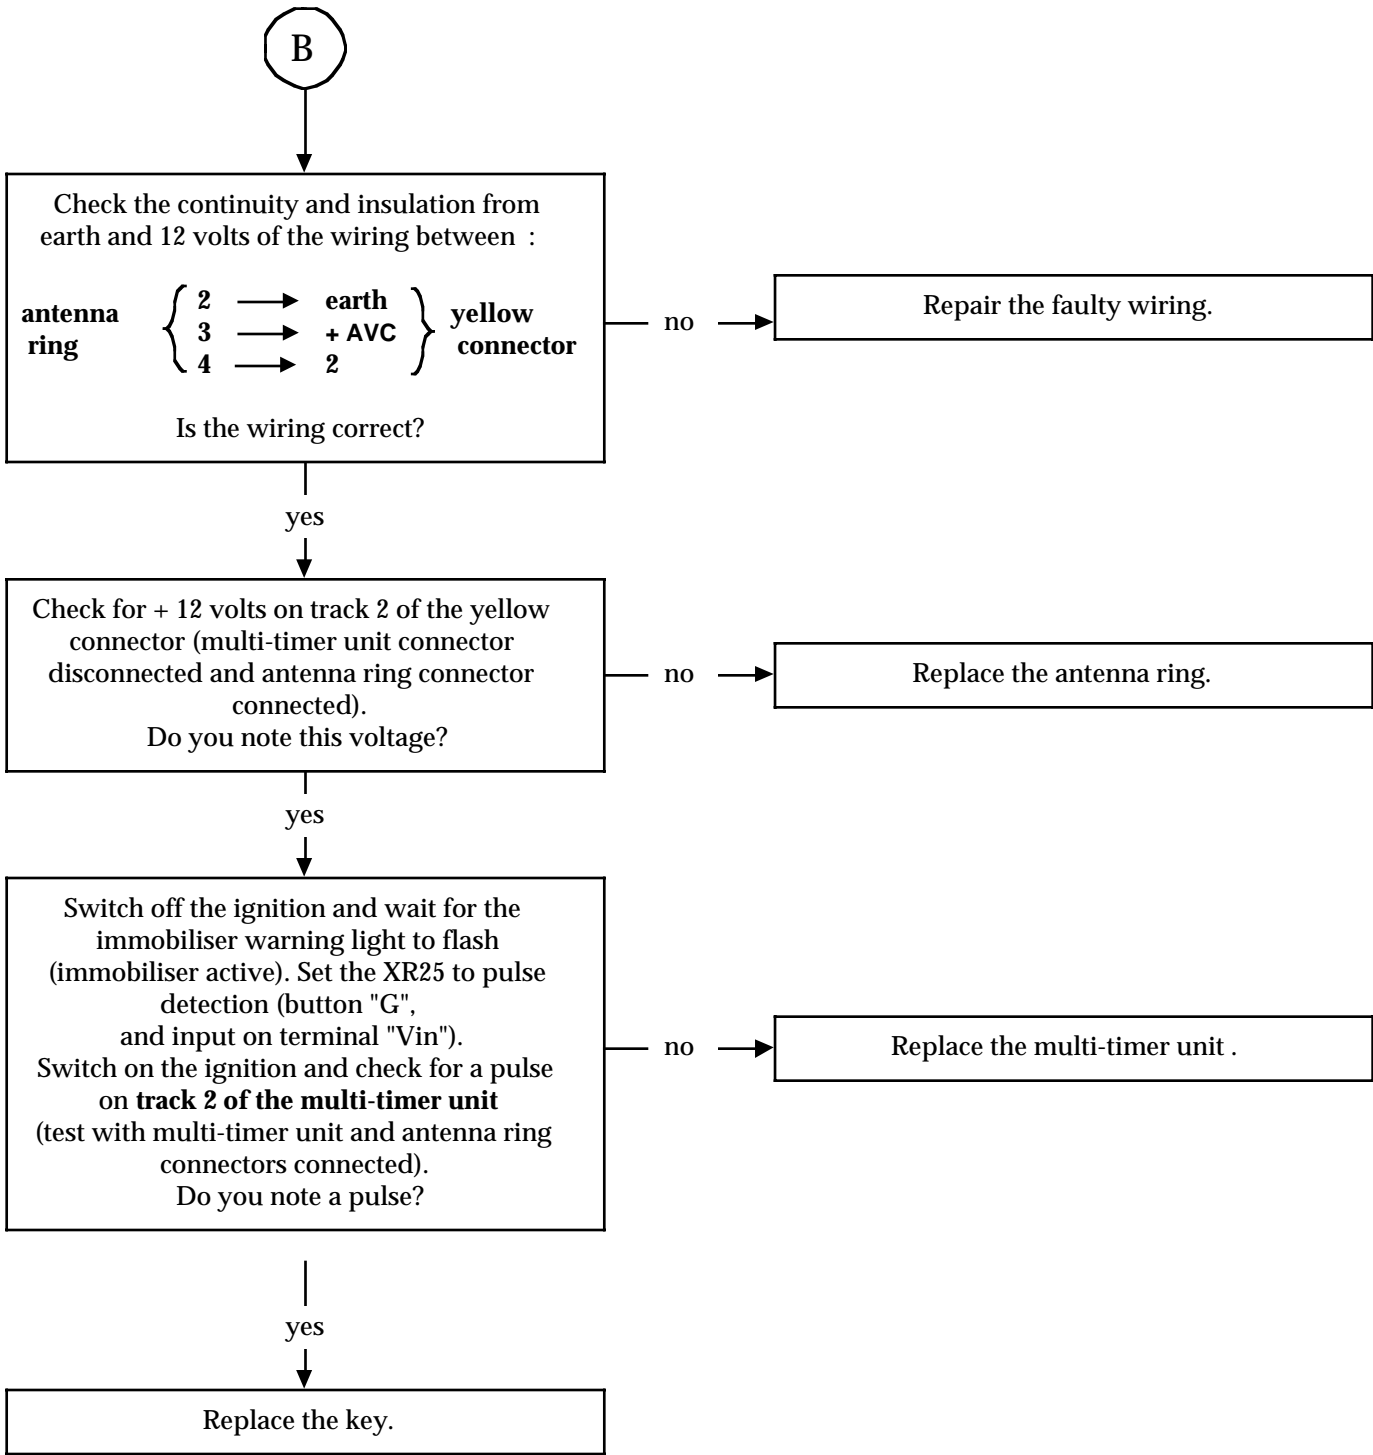 B
Check the continuity and insulation from
earth and 12 volts of the wiring between :
antenna
ring
2 earth
3 + AVC
4 2
yellow
connector
Is the wiring correct?
no
Repair the faulty wiring.
yes
Check for + 12 volts on track 2 of the yellow
connector (multi-timer unit connector
disconnected and antenna ring connector
connected).
Do you note this voltage?
no
Replace the antenna ring.
yes
Switch off the ignition and wait for the
immobiliser warning light to flash
(immobiliser active). Set the XR25 to pulse
detection (button "G",
and input on terminal "Vin").
Switch on the ignition and check for a pulse
on track 2 of the multi-timer unit
(test with multi-timer unit and antenna ring
connectors connected).
Do you note a pulse?
no
Replace the multi-timer unit .
yes
Replace the key.